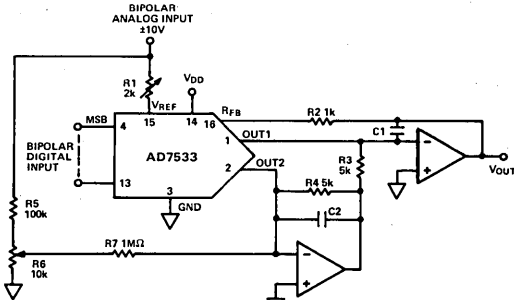 BIPOLAR
ANALOG INPUT
±10V
R1
2k
VREF
VDD
RFB
R2 1k
C1
MSB
4
15
14
16
1
OUT1
BIPOLAR
DIGITAL
INPUT
AD7533
2
OUT2
R3
5k
VOUT
13
3
GND
R4 5k
C2
R5
100k
R7 1MΩ
R6
10k